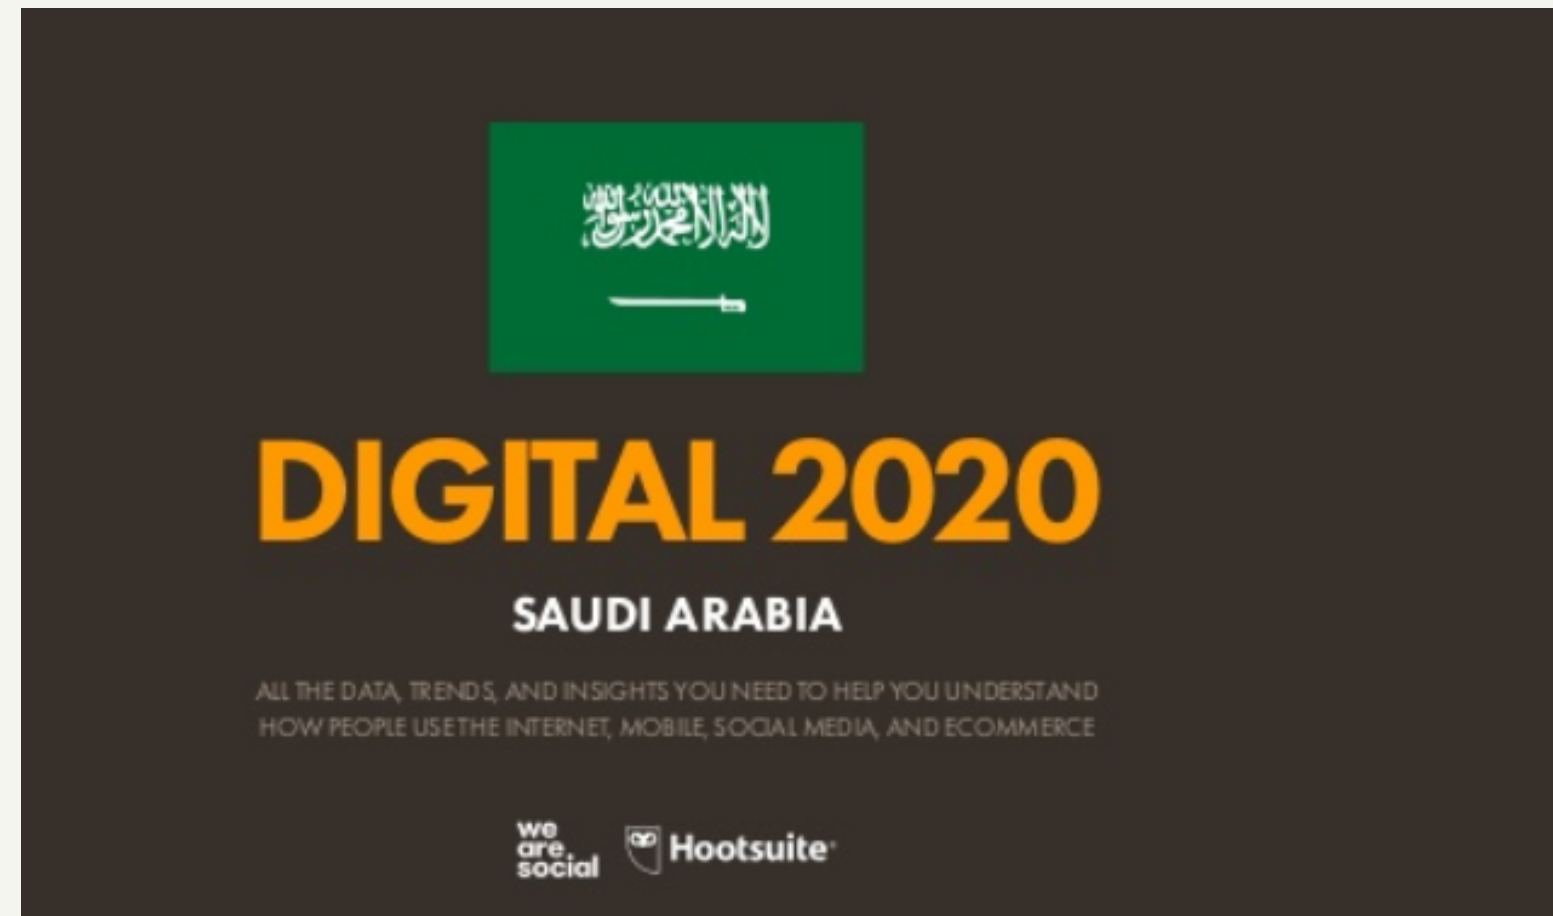 لا إله إلا الله محمد رسول الله
DIGITAL 2020
SAUDI ARABIA
ALL THE DATA, TRENDS, AND INSIGHTS YOU NEED TO HELP YOU UNDERSTAND
HOW PEOPLE USE THE INTERNET, MOBILE, SOCIAL MEDIA, AND ECOMMERCE
we
are.
social
Hootsuite®